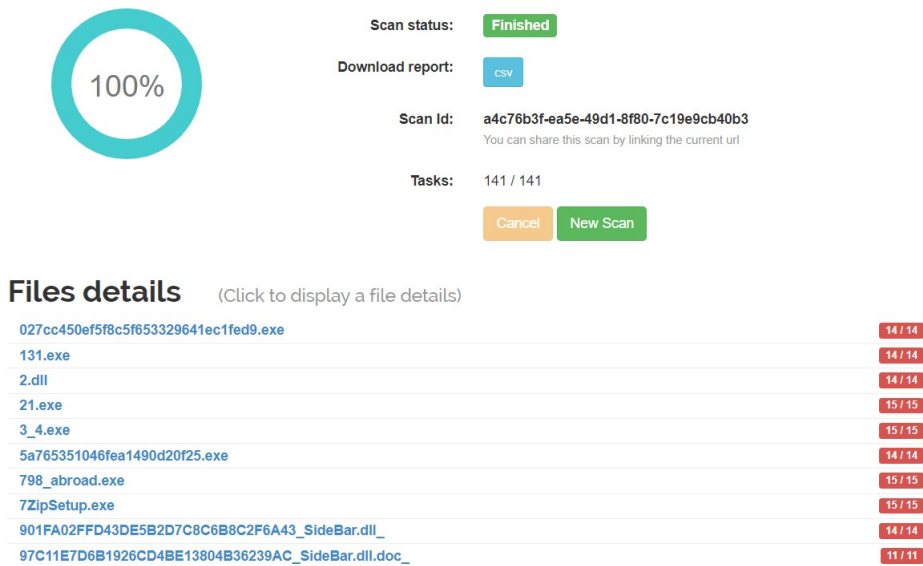 100%
Scan status: Finished
Download report: csv
Scan Id: a4c76b3f-ea5e-49d1-8f80-7c19e9cb40b3
You can share this scan by linking the current url
Tasks: 141 / 141
Cancel New Scan
Files details (Click to display a file details)
027cc450ef5f8c5f653329641ec1fed9.exe 14 / 14
131.exe 14 / 14
2.dll 14 / 14
21.exe 15 / 15
3_4.exe 15 / 15
5a765351046fea1490d20f25.exe 14 / 14
798_abroad.exe 15 / 15
7ZipSetup.exe 15 / 15
901FA02FFD43DE5B2D7C8C6B8C2F6A43_SideBar.dll_ 14 / 14
97C11E7D6B1926CD4BE13804B36239AC_SideBar.dll.doc_ 11 / 11